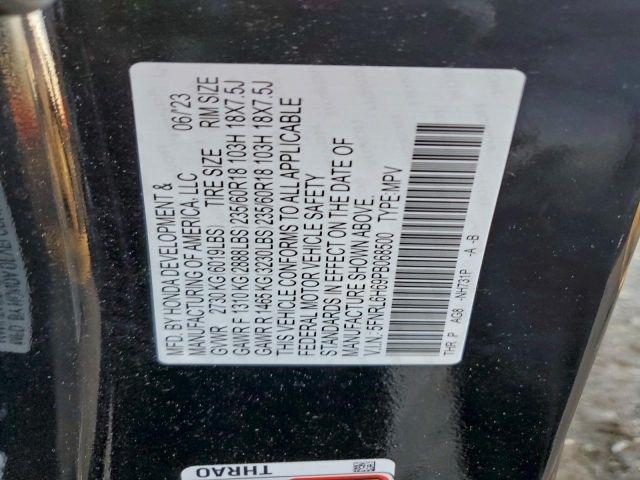 MFD. BY HONDA DEVELOPMENT & 06/23
MANUFACTURING OF AMERICA, LLC
GVWR 2730KG(6019LBS) TIRE SIZE RIM SIZE
GAWR F 1310KG(2888LBS) 235/60R18 103H 18X7.5J
GAWR R 1465KG(3230LBS) 235/60R18 103H 18X7.5J
THIS VEHICLE CONFORMS TO ALL APPLICABLE
FEDERAL MOTOR VEHICLE SAFETY
STANDARDS IN EFFECT ON THE DATE OF
MANUFACTURE SHOWN ABOVE.
V.I.N.: 5FNRL6H69PB068600 TYPE:MPV
THR P AG8 -NH731P -A -B
THRAO